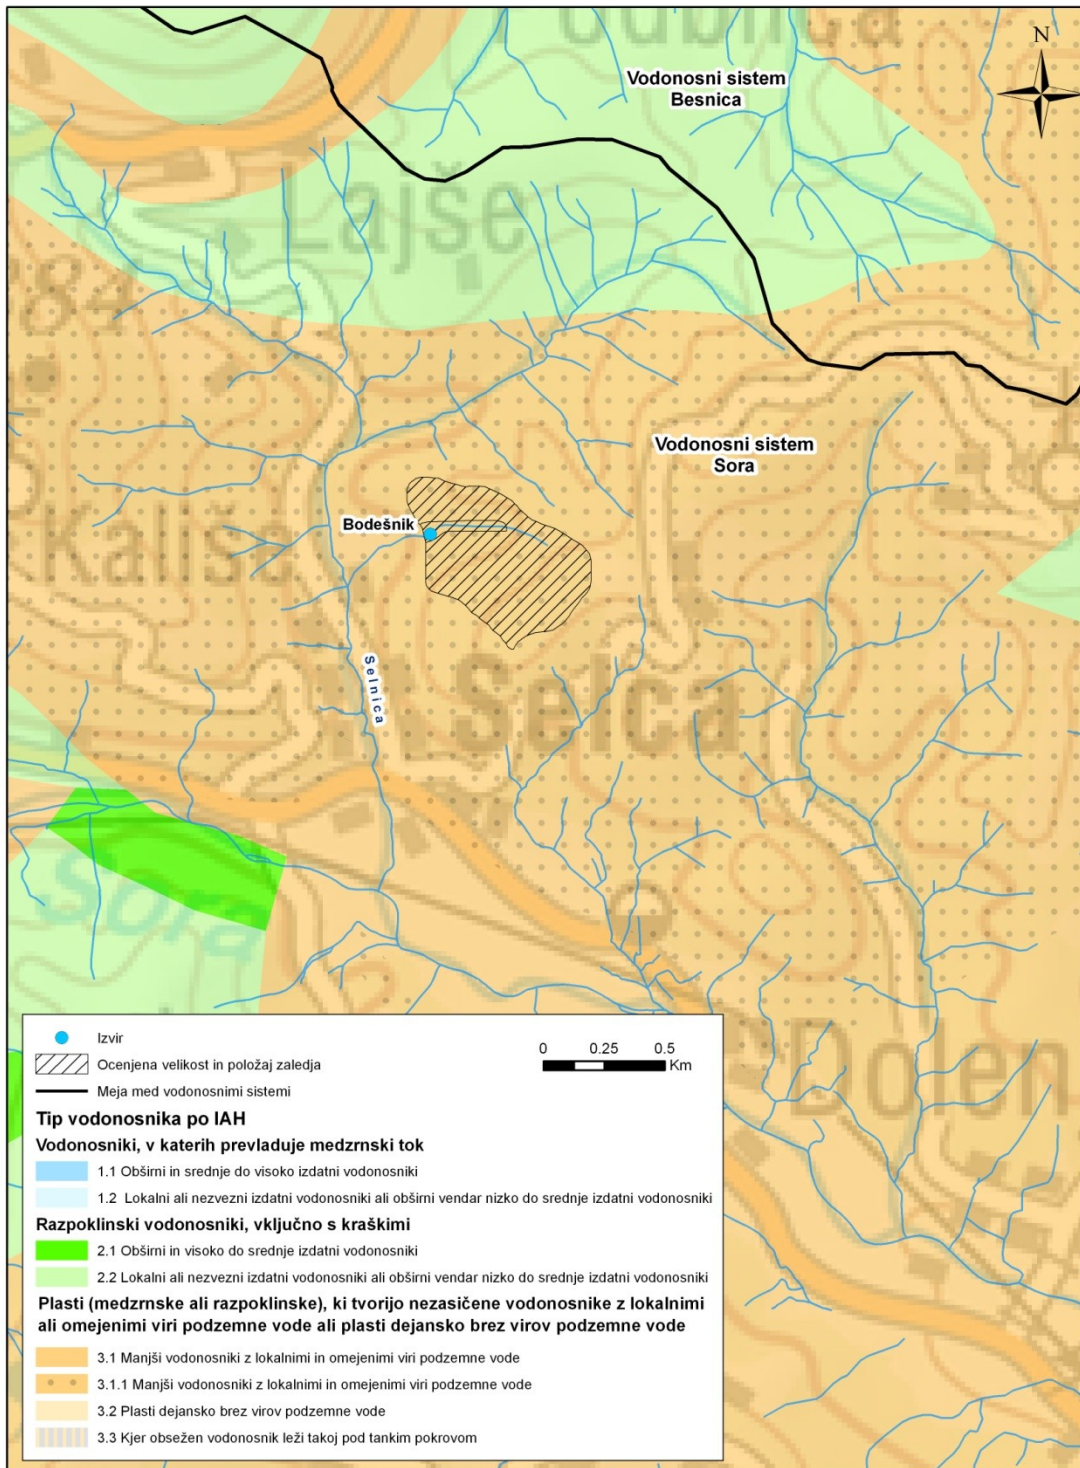 Podblica
N
Vodonosni sistem
Besnica
Lajše
Vodonosni sistem
Sora
Bodešnik
Kališe
Selnica
Selca
Sora
Dolen
Izvir
Ocenjena velikost in položaj zaledja
Meja med vodonosnimi sistemi
0 0.25 0.5
Km
Tip vodonosnika po IAH
Vodonosniki, v katerih prevladuje medzrnski tok
1.1 Obširni in srednje do visoko izdatni vodonosniki
1.2 Lokalni ali nezvezni izdatni vodonosniki ali obširni vendar nizko do srednje izdatni vodonosniki
Razpoklinski vodonosniki, vključno s kraškimi
2.1 Obširni in visoko do srednje izdatni vodonosniki
2.2 Lokalni ali nezvezni izdatni vodonosniki ali obširni vendar nizko do srednje izdatni vodonosniki
Plasti (medzrnske ali razpoklinske), ki tvorijo nezasičene vodonosnike z lokalnimi
ali omejenimi viri podzemne vode ali plasti dejansko brez virov podzemne vode
3.1 Manjši vodonosniki z lokalnimi in omejenimi viri podzemne vode
3.1.1 Manjši vodonosniki z lokalnimi in omejenimi viri podzemne vode
3.2 Plasti dejansko brez virov podzemne vode
3.3 Kjer obsežen vodonosnik leži takoj pod tankim pokrovom